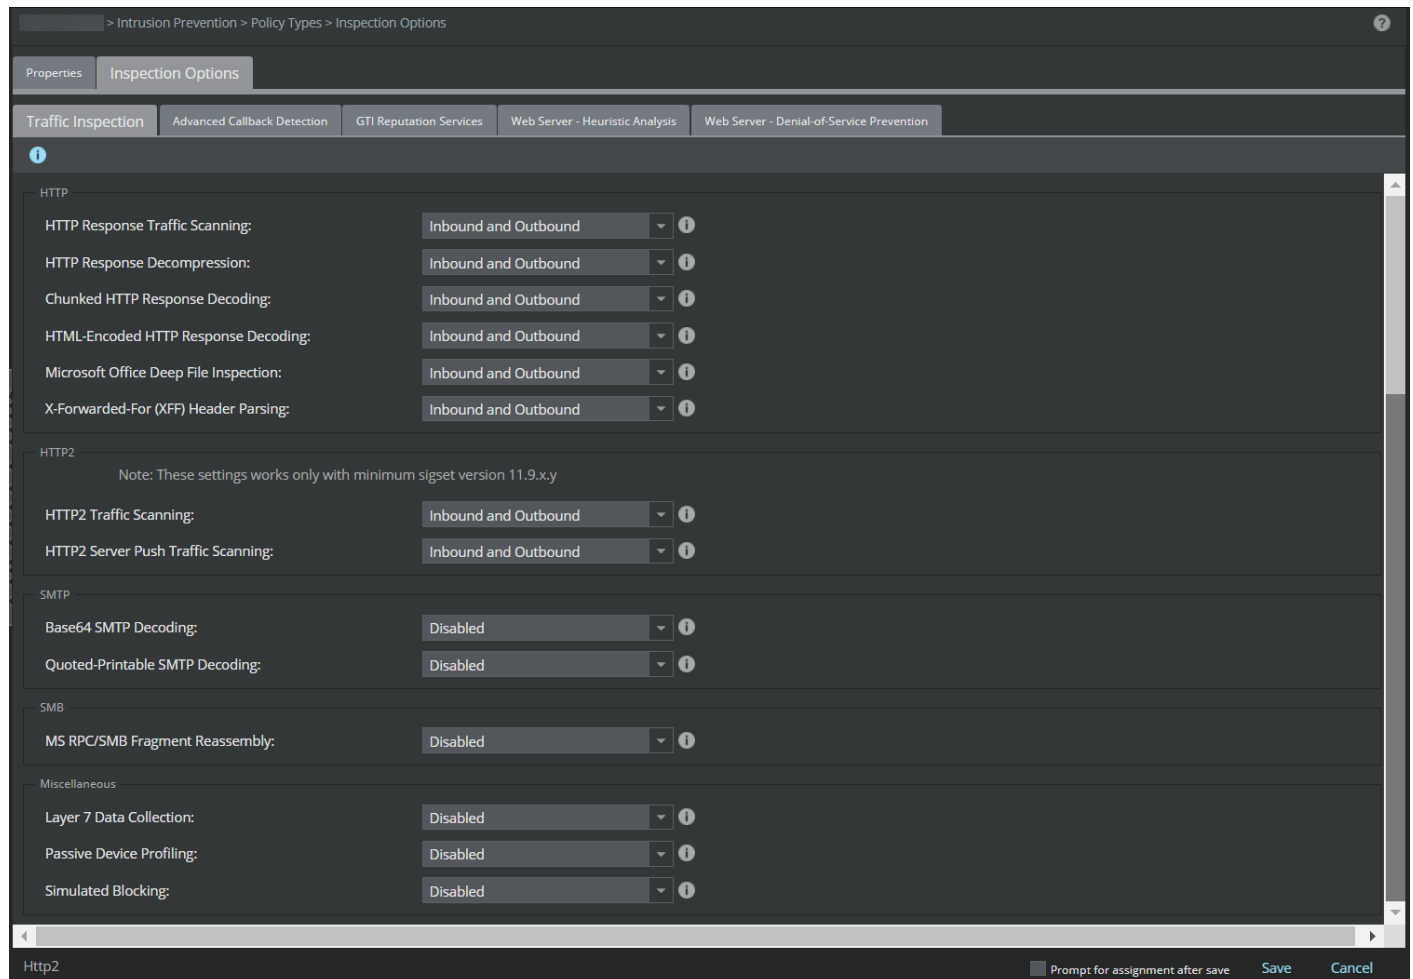 > Intrusion Prevention > Policy Types > Inspection Options
Properties Inspection Options
Traffic Inspection Advanced Callback Detection GTI Reputation Services Web Server - Heuristic Analysis Web Server - Denial-of-Service Prevention
HTTP
HTTP Response Traffic Scanning: Inbound and Outbound
HTTP Response Decompression: Inbound and Outbound
Chunked HTTP Response Decoding: Inbound and Outbound
HTML-Encoded HTTP Response Decoding: Inbound and Outbound
Microsoft Office Deep File Inspection: Inbound and Outbound
X-Forwarded-For (XFF) Header Parsing: Inbound and Outbound
HTTP2
Note: These settings works only with minimum sigset version 11.9.x.y
HTTP2 Traffic Scanning: Inbound and Outbound
HTTP2 Server Push Traffic Scanning: Inbound and Outbound
SMTP
Base64 SMTP Decoding: Disabled
Quoted-Printable SMTP Decoding: Disabled
SMB
MS RPC/SMB Fragment Reassembly: Disabled
Miscellaneous
Layer 7 Data Collection: Disabled
Passive Device Profiling: Disabled
Simulated Blocking: Disabled
Http2 Prompt for assignment after save Save Cancel